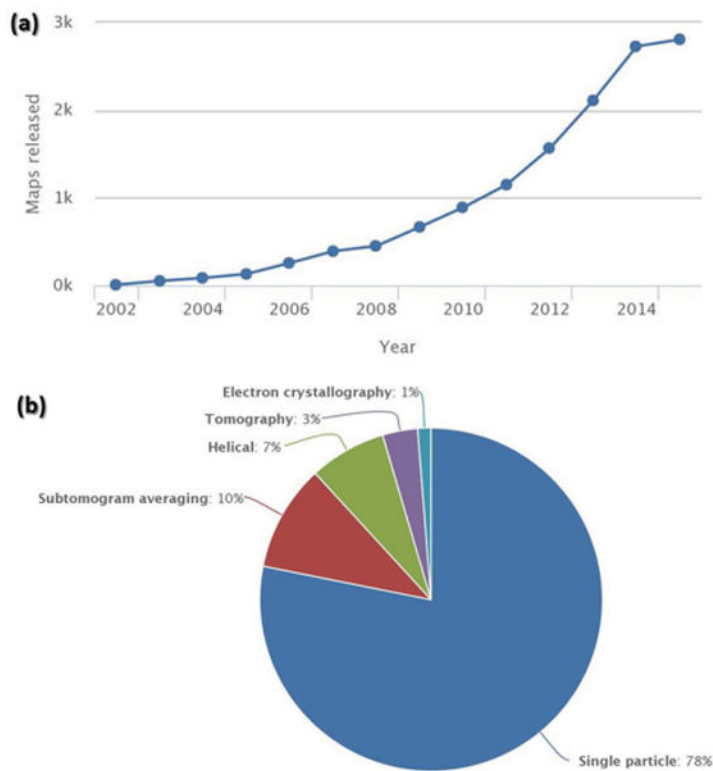 (a)
3k
2k
1k
0k
Maps released
2002 2004 2006 2008 2010 2012 2014
Year
(b)
Electron crystallography: 1%
Tomography: 3%
Helical: 7%
Subtomogram averaging: 10%
Single particle: 78%